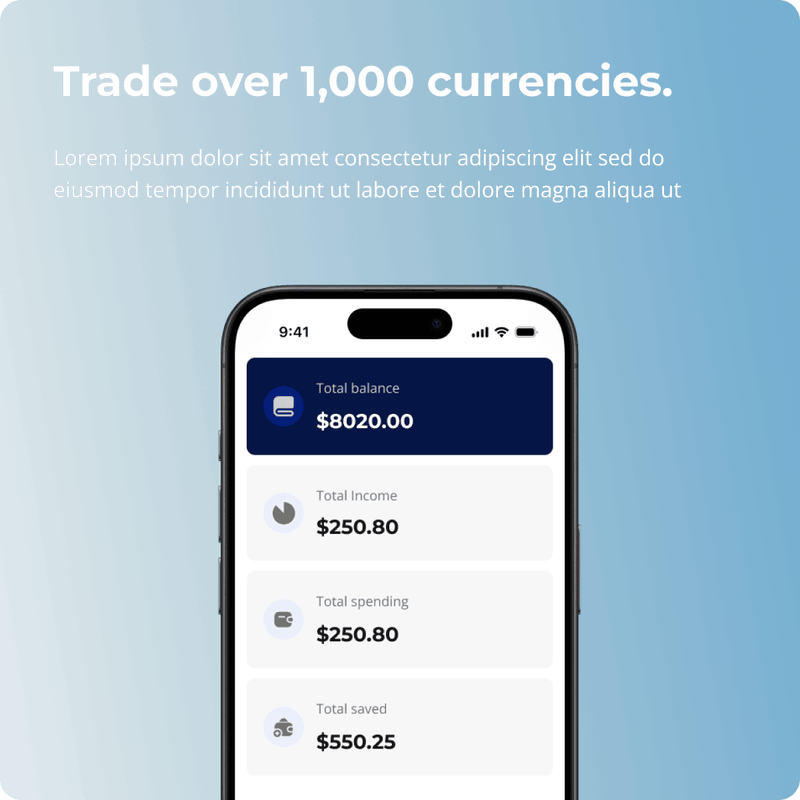 Trade over 1,000 currencies.
Lorem ipsum dolor sit amet consectetur adipiscing elit sed do
eiusmod tempor incididunt ut labore et dolore magna aliqua ut
9:41
Total balance
$8020.00
Total Income
$250.80
Total spending
$250.80
Total saved
$550.25